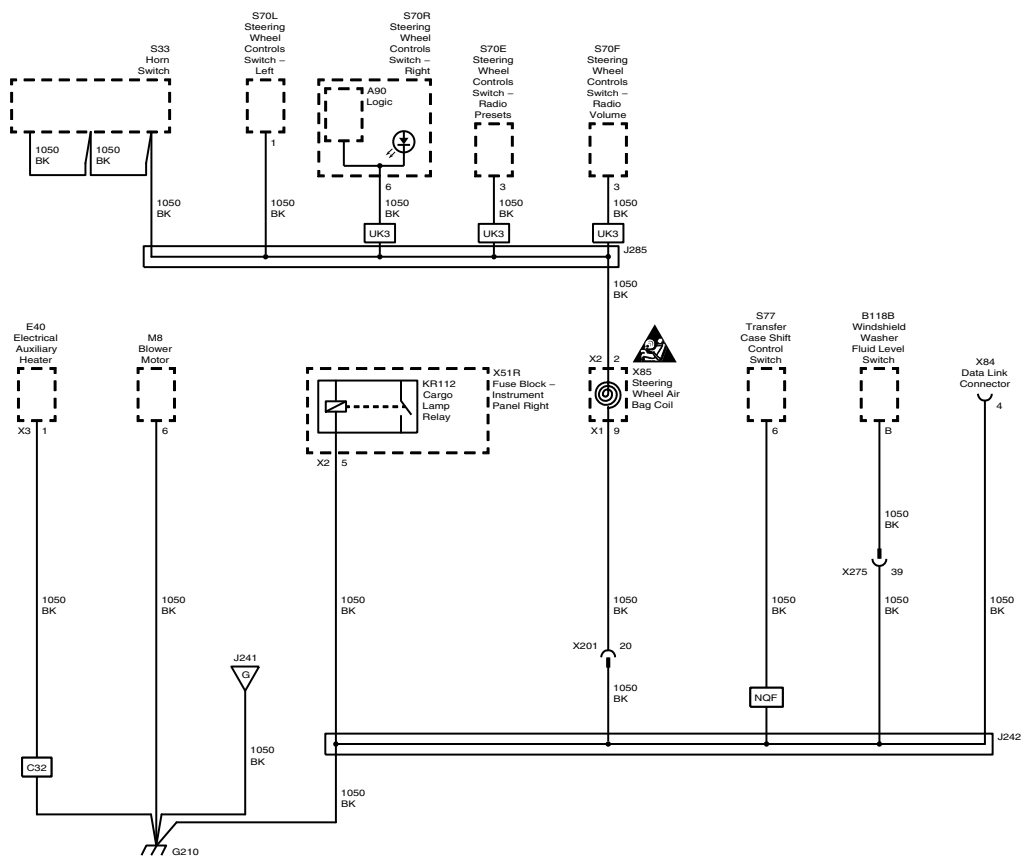 S33
Horn
Switch
S70L
Steering
Wheel
Controls
Switch –
Left
S70R
Steering
Wheel
Controls
Switch –
Right
A90
Logic
S70E
Steering
Wheel
Controls
Switch –
Radio
Presets
S70F
Steering
Wheel
Controls
Switch –
Radio
Volume
1050
BK
1050
BK
1
6
3
3
1050
BK
1050
BK
1050
BK
1050
BK
1050
BK
UK3
UK3
UK3
J285
1050
BK
E40
Electrical
Auxiliary
Heater
M8
Blower
Motor
KR112
Cargo
Lamp
Relay
X51R
Fuse Block –
Instrument
Panel Right
X2
2
X85
Steering
Wheel Air
Bag Coil
S77
Transfer
Case Shift
Control
Switch
B118B
Windshield
Washer
Fluid Level
Switch
X84
Data Link
Connector
4
X3
1
6
X2
5
X1
9
6
B
1050
BK
X275
39
1050
BK
1050
BK
1050
BK
1050
BK
1050
BK
1050
BK
1050
BK
X201
20
J241
G
1050
BK
NQF
J242
1050
BK
C32
1050
BK
G210